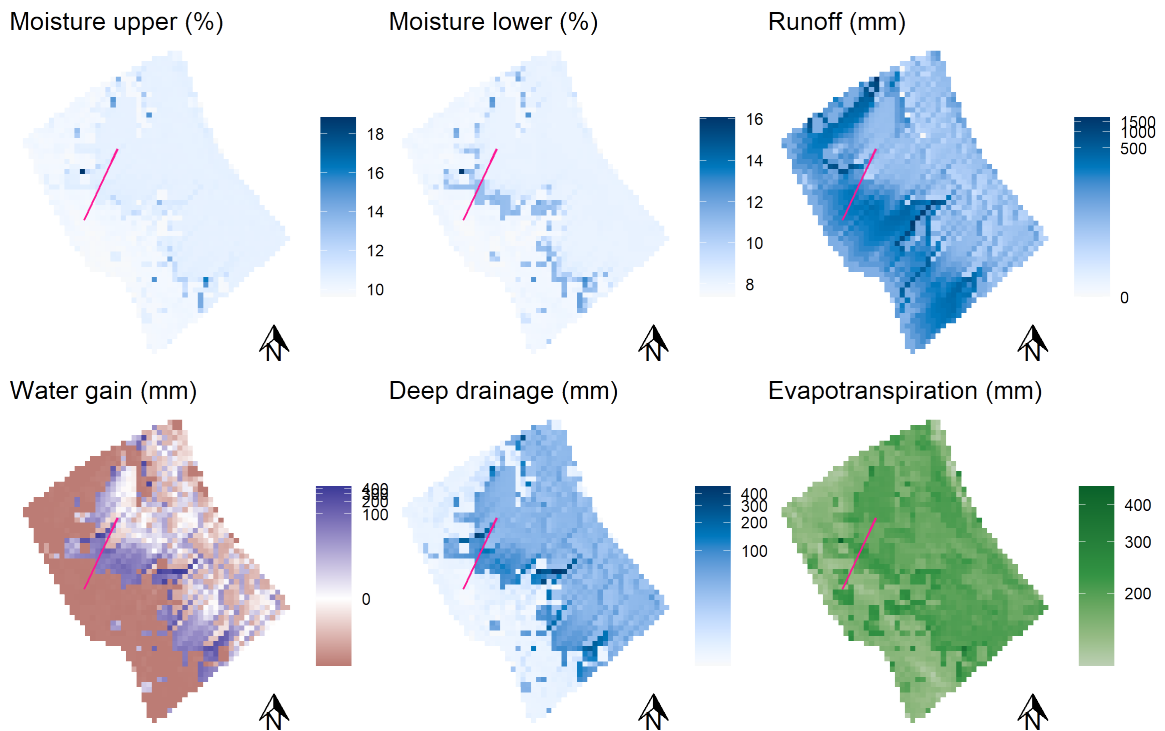 Moisture upper (%)
Moisture lower (%)
Runoff (mm)
18
16
14
12
10
N
16
14
12
10
8
N
1500
1000
500
0
N
Water gain (mm)
Deep drainage (mm)
Evapotranspiration (mm)
400
300
200
100
0
N
400
300
200
100
N
400
300
200
N